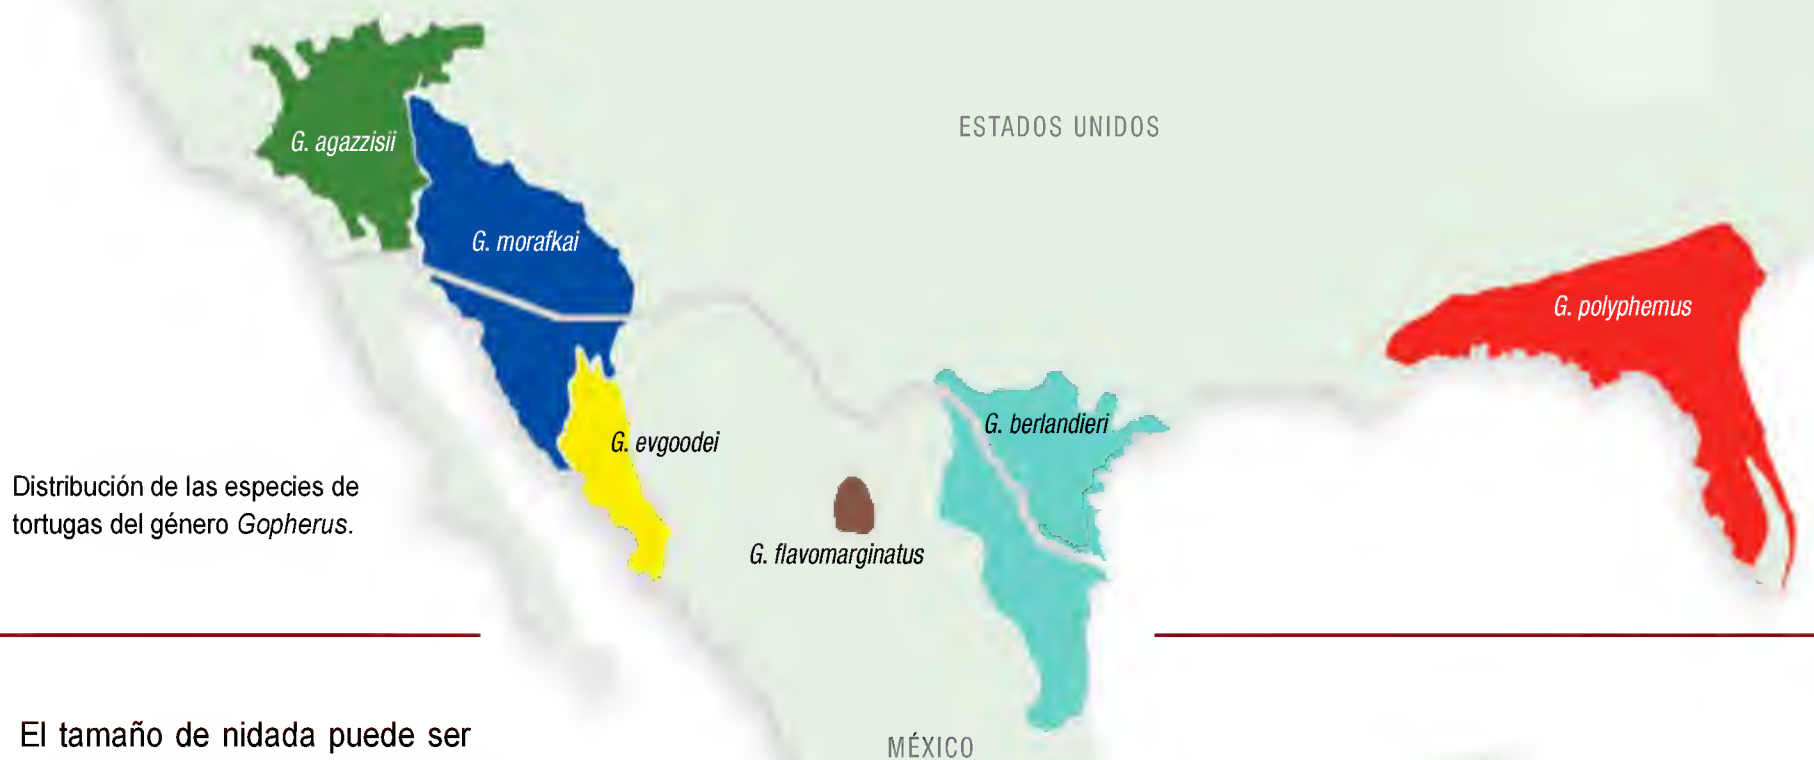 ESTADOS UNIDOS
G. agazzisii
G. morafkai
G. polyphemus
G. berlandieri
G. evgoodei
Distribución de las especies de
tortugas del género Gopherus.
G. flavomarginatus
El tamaño de nidada puede ser
MÉXICO